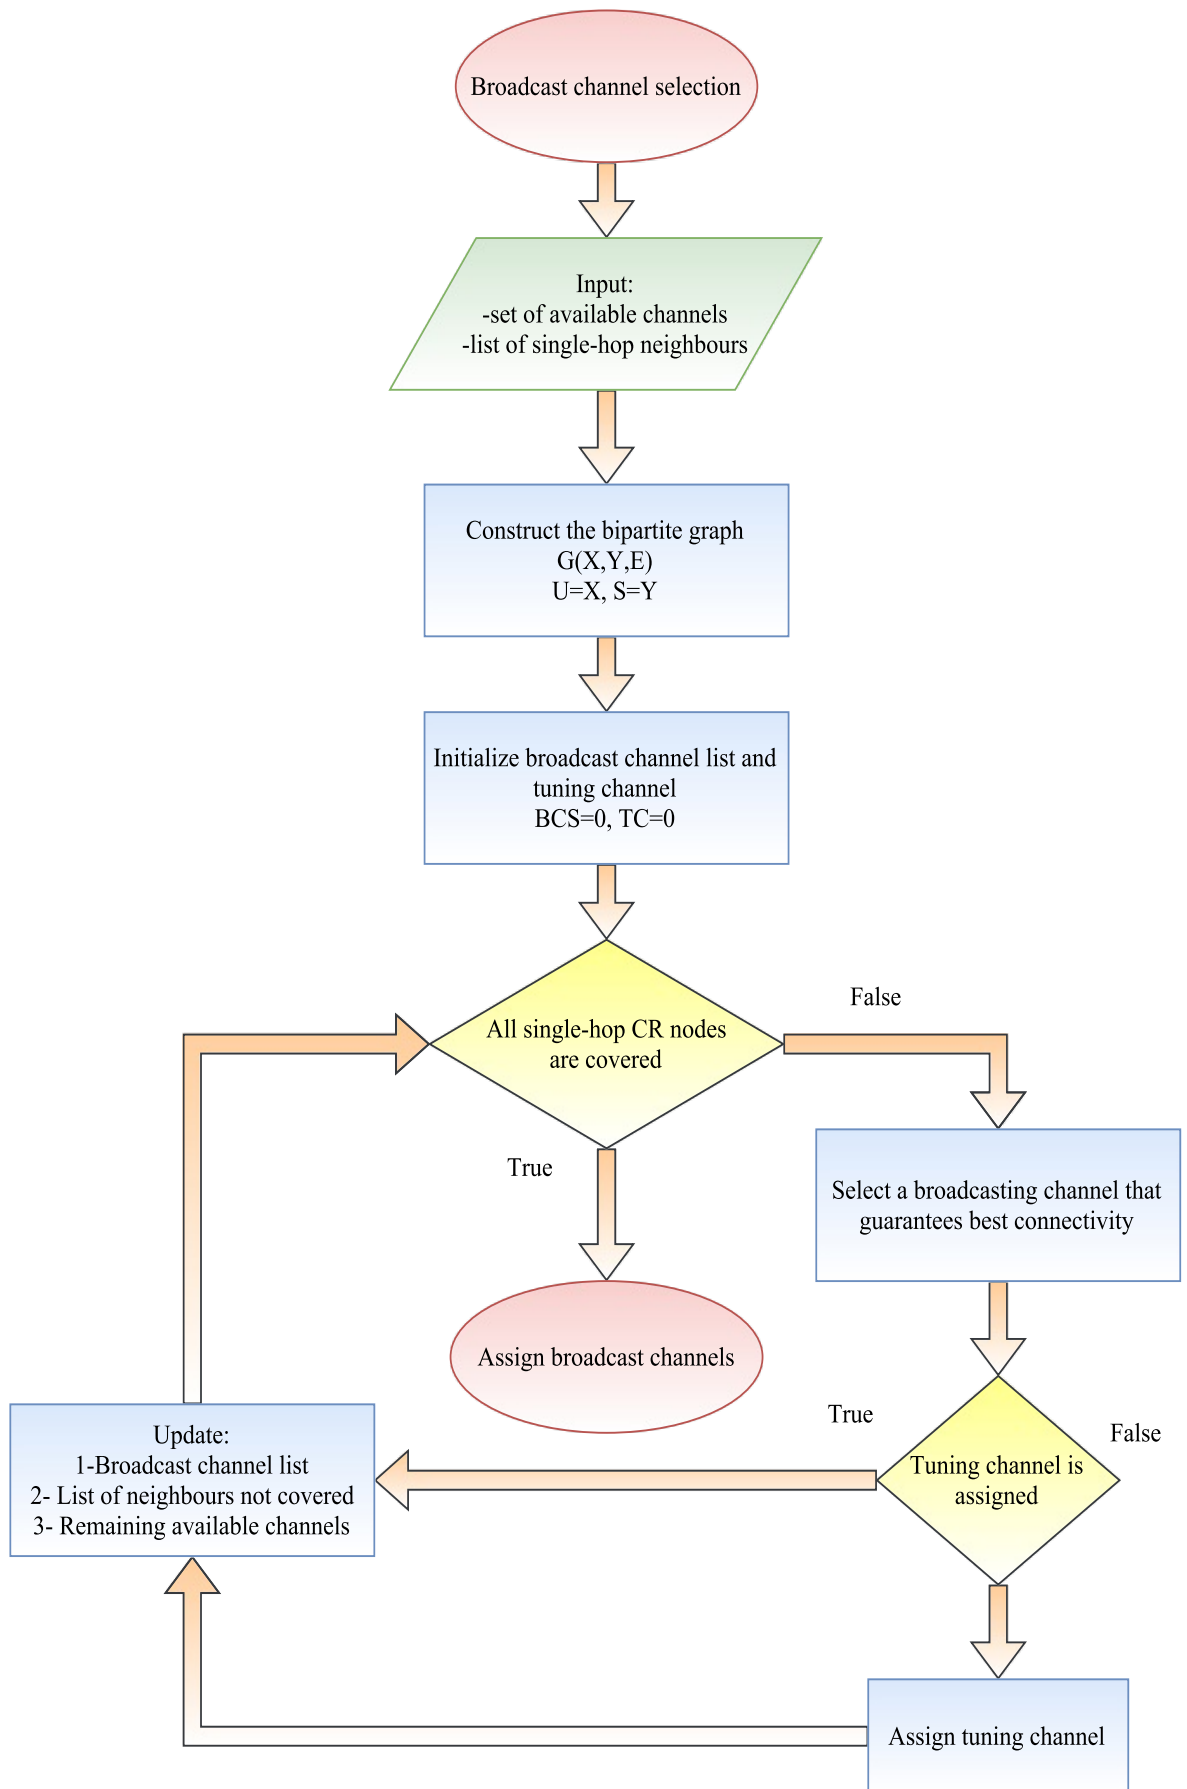 Broadcast channel selection
Input:
-set of available channels
-list of single-hop neighbours
Construct the bipartite graph
G(X,Y,E)
U=X, S=Y
Initialize broadcast channel list and
tuning channel
BCS=0, TC=0
All single-hop CR nodes
are covered
False
True
Select a broadcasting channel that
guarantees best connectivity
Assign broadcast channels
True
False
Tuning channel is
assigned
Update:
1-Broadcast channel list
2- List of neighbours not covered
3- Remaining available channels
Assign tuning channel